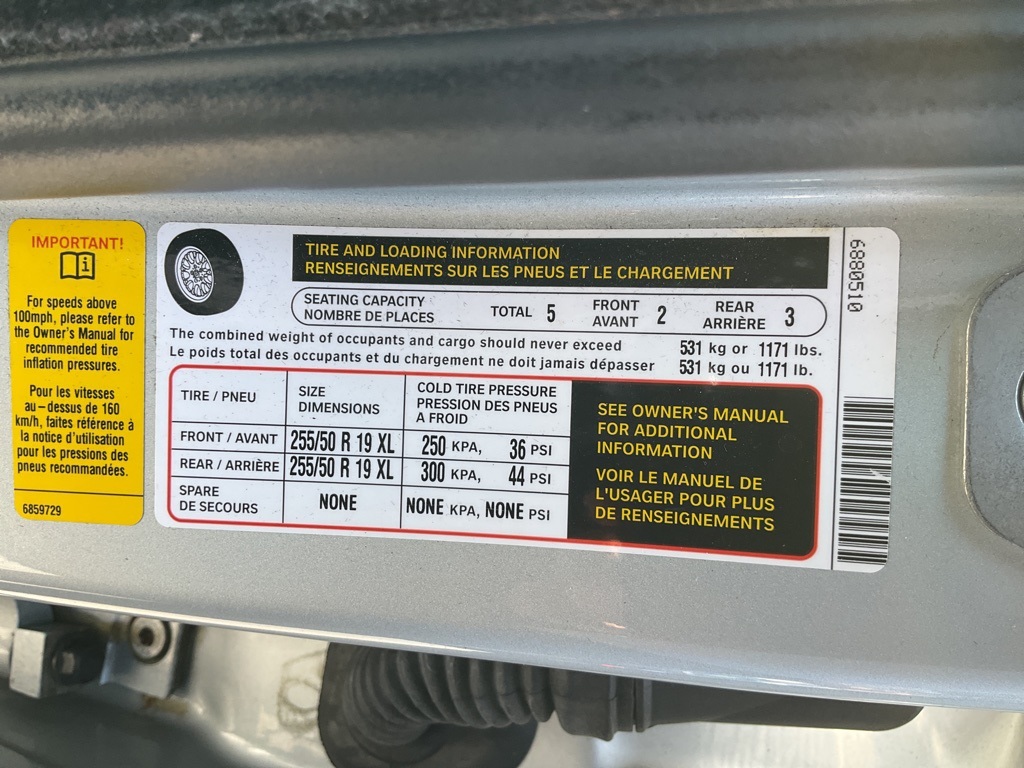 IMPORTANT!
For speeds above
100mph, please refer to
the Owner's Manual for
recommended tire
inflation pressures.
Pour les vitesses
au-dessus de 160
km/h, faites référence à
la notice d'utilisation
pour les pressions des
pneus recommandées.
6859729
TIRE AND LOADING INFORMATION
RENSEIGNEMENTS SUR LES PNEUS ET LE CHARGEMENT
SEATING CAPACITY
NOMBRE DE PLACES
TOTAL 5
FRONT
AVANT 2
REAR
ARRIÈRE 3
The combined weight of occupants and cargo should never exceed 531 kg or 1171 lbs.
Le poids total des occupants et du chargement ne doit jamais dépasser 531 kg ou 1171 lb.
TIRE / PNEU
SIZE
DIMENSIONS
COLD TIRE PRESSURE
PRESSION DES PNEUS
A FROID
FRONT / AVANT 255/50 R 19 XL 250 KPA, 36 PSI
REAR / ARRIÈRE 255/50 R 19 XL 300 KPA, 44 PSI
SPARE
DE SECOURS
NONE
NONE KPA, NONE PSI
SEE OWNER'S MANUAL
FOR ADDITIONAL
INFORMATION
VOIR LE MANUEL DE
L'USAGER POUR PLUS
DE RENSEIGNEMENTS
6880510